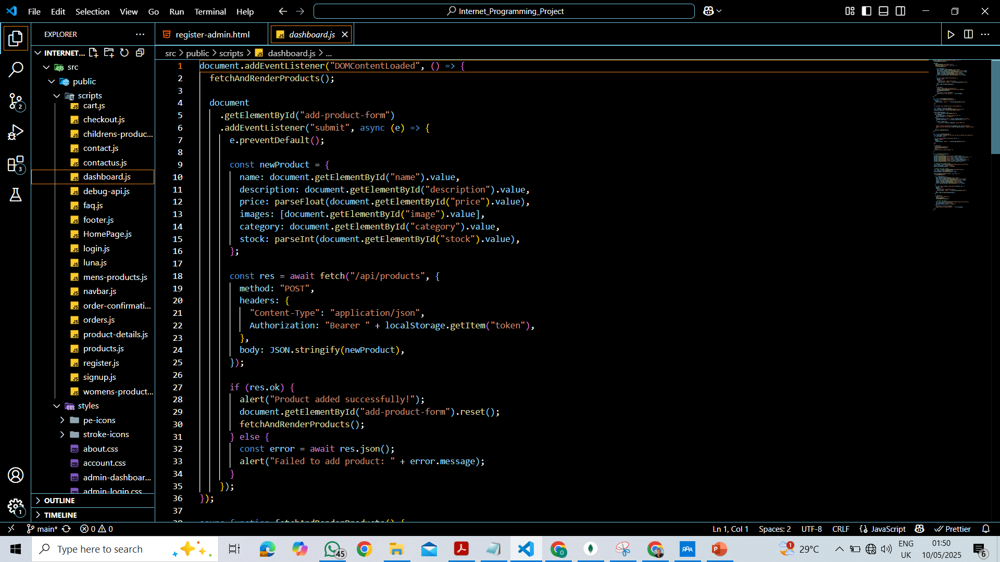 File Edit Selection View Go Run Terminal Help
Internet_Programming_Project
EXPLORER
INTERNET...
src
public
scripts
cart.js
checkout.js
childrens-produc...
contact.js
contactus.js
dashboard.js
debug-api.js
faq.js
footer.js
HomePage.js
login.js
luna.js
mens-products.js
navbar.js
order-confirmati...
orders.js
product-details.js
products.js
register.js
signup.js
womens-product...
styles
pe-icons
stroke-icons
about.css
account.css
admin-dashboar...
admin-login.css
OUTLINE
TIMELINE
2
3
1
register-admin.html
dashboard.js
src > public > scripts > dashboard.js > ...
1 document.addEventListener("DOMContentLoaded", () => {
2 fetchAndRenderProducts();
3
4 document
5 .getElementById("add-product-form")
6 .addEventListener("submit", async (e) => {
7 e.preventDefault();
8
9 const newProduct = {
10 name: document.getElementById("name").value,
11 description: document.getElementById("description").value,
12 price: parseFloat(document.getElementById("price").value),
13 images: [document.getElementById("image").value],
14 category: document.getElementById("category").value,
15 stock: parseInt(document.getElementById("stock").value),
16 };
17
18 const res = await fetch("/api/products", {
19 method: "POST",
20 headers: {
21 "Content-Type": "application/json",
22 Authorization: "Bearer " + localStorage.getItem("token"),
23 },
24 body: JSON.stringify(newProduct),
25 });
26
27 if (res.ok) {
28 alert("Product added successfully!");
29 document.getElementById("add-product-form").reset();
30 fetchAndRenderProducts();
31 } else {
32 const error = await res.json();
33 alert("Failed to add product: " + error.message);
34 }
35 });
36 });
37
38 async function fetchAndRenderProducts() {
main* 0 0
Ln 1, Col 1 Spaces: 2 UTF-8 CRLF JavaScript Prettier
Type here to search
45
1
29°C
ENG
UK
01:50
10/05/2025
6